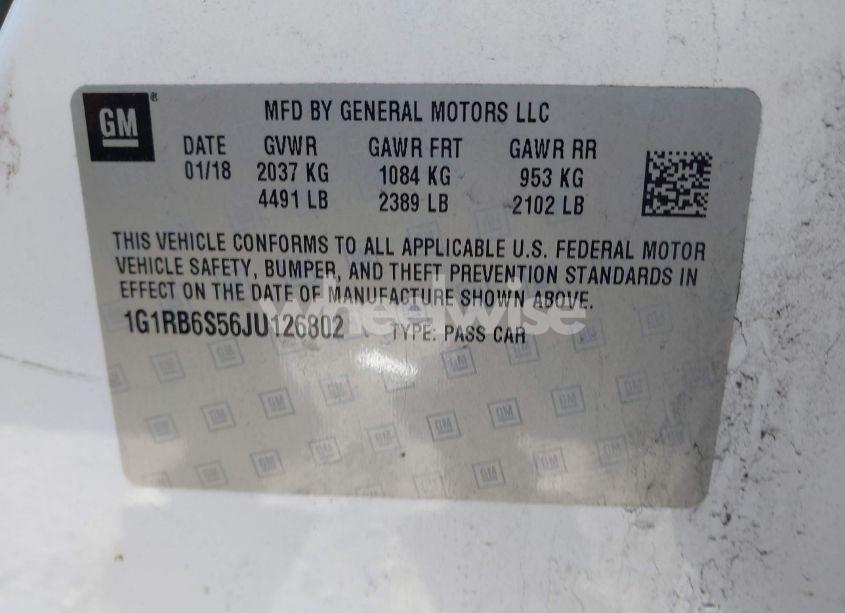 GM ® MFD BY GENERAL MOTORS LLC
DATE GVWR GAWR FRT GAWR RR
01/18 2037 KG 1084 KG 953 KG
4491 LB 2389 LB 2102 LB
THIS VEHICLE CONFORMS TO ALL APPLICABLE U.S. FEDERAL MOTOR
VEHICLE SAFETY, BUMPER, AND THEFT PREVENTION STANDARDS IN
EFFECT ON THE DATE OF MANUFACTURE SHOWN ABOVE.
wheelwise
1G1RB6S56JU126802 TYPE: PASS CAR